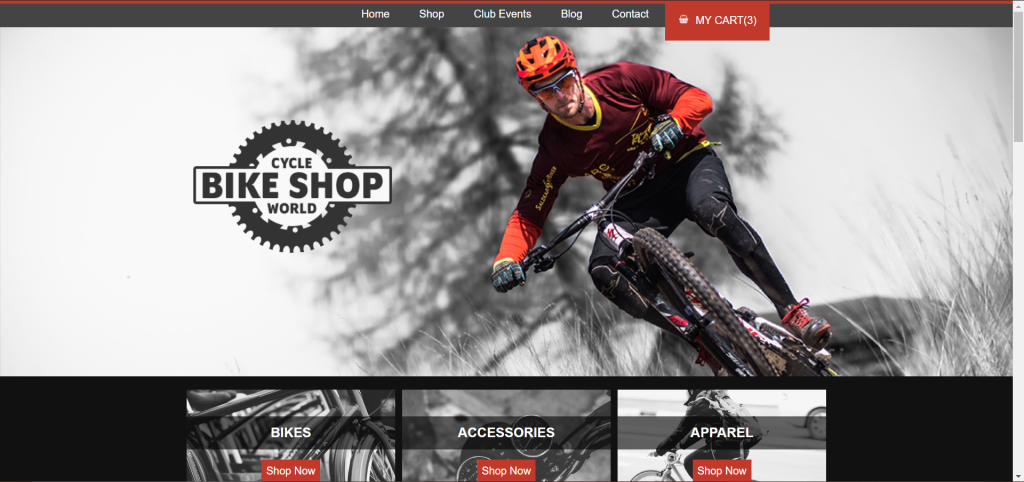 Home Shop Club Events Blog Contact MY CART(3)
CYCLE
BIKE SHOP
WORLD
BIKES ACCESSORIES APPAREL
Shop Now Shop Now Shop Now